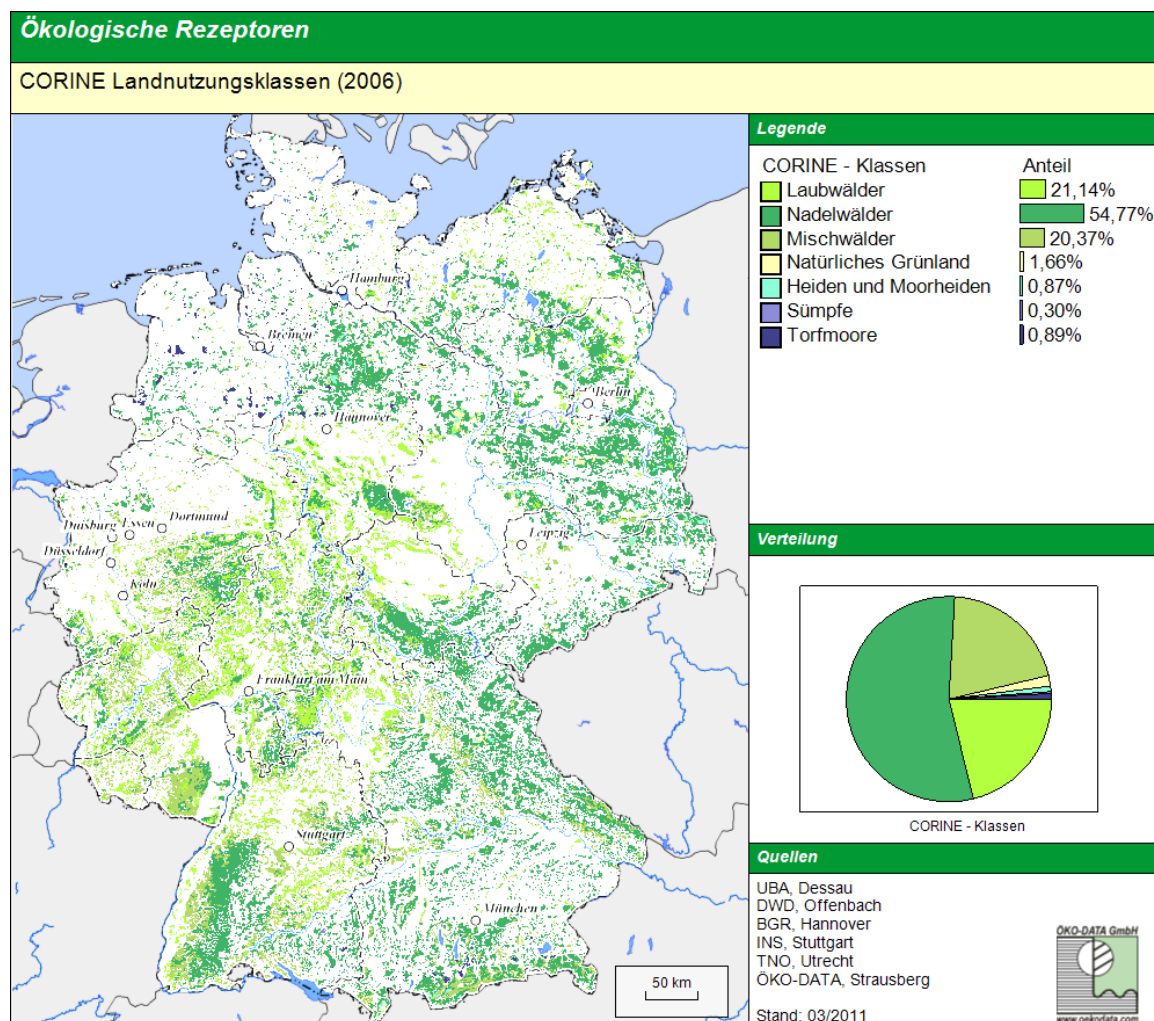 Ökologische Rezeptoren
CORINE Landnutzungsklassen (2006)
Hamburg
Bremen
Berlin
Hannover
Duisburg Essen Dortmund
Düsseldorf
Leipzig
Köln
Frankfurt am Main
Stuttgart
München
50 km
Legende
CORINE - Klassen Anteil
Laubwälder 21,14%
Nadelwälder 54,77%
Mischwälder 20,37%
Natürliches Grünland 1,66%
Heiden und Moorheiden 0,87%
Sümpfe 0,30%
Torfmoore 0,89%
Verteilung
CORINE - Klassen
Quellen
UBA, Dessau
DWD, Offenbach
BGR, Hannover
INS, Stuttgart
TNO, Utrecht
ÖKO-DATA, Strausberg
Stand: 03/2011
ÖKO-DATA GmbH
www.oekodata.com